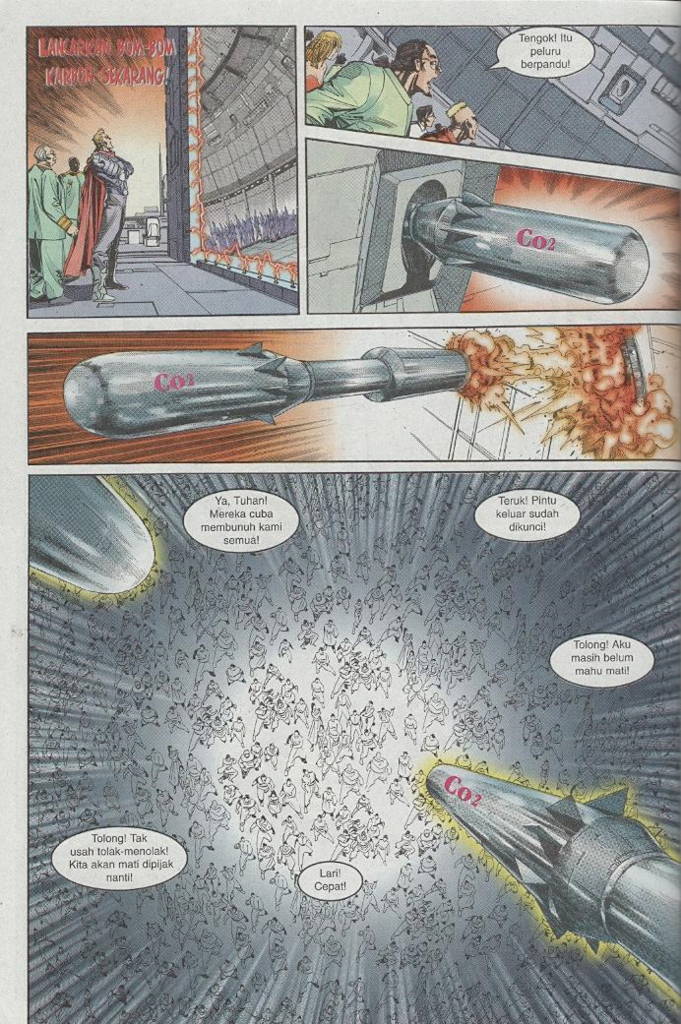 LANCARKAN BOM-BOM
KARBON SEKARANG!
Tengok! Itu
peluru
berpandu!
Co2
Co2
Ya, Tuhan!
Mereka cuba
membunuh kami
semua!
Teruk! Pintu
keluar sudah
dikunci!
Tolong! Aku
masih belum
mahu mati!
Co2
Tolong! Tak
usah tolak-menolak!
Kita akan mati dipijak
nanti!
Lari!
Cepat!